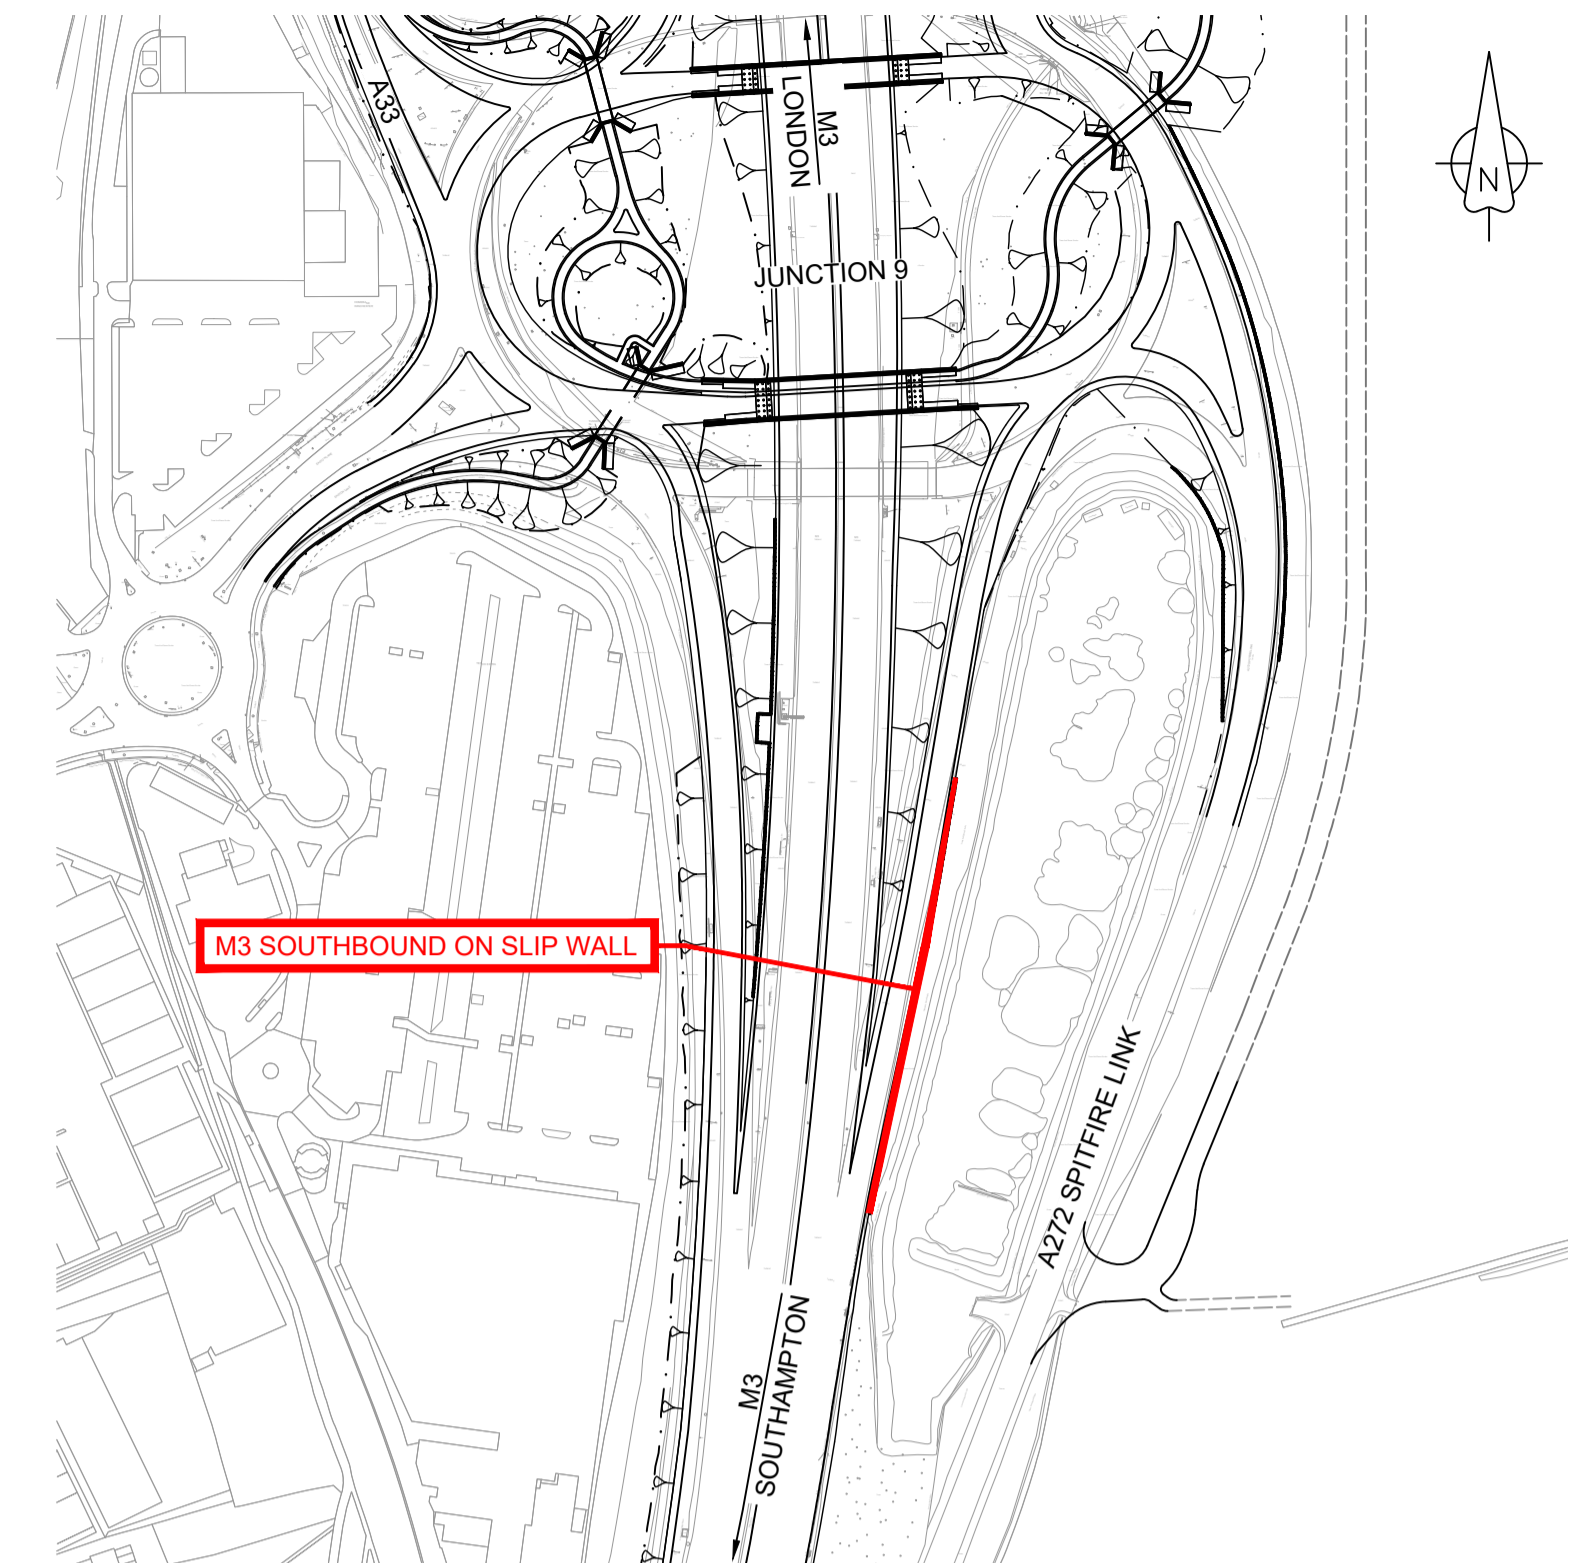 A33
M3
LONDON
N
JUNCTION 9
M3 SOUTHBOUND ON SLIP WALL
A272 SPITFIRE LINK
M3
SOUTHAMPTON